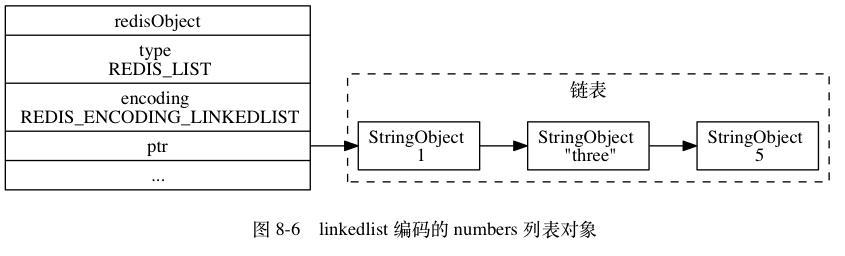 redisObject
type
REDIS_LIST
encoding
REDIS_ENCODING_LINKEDLIST
ptr
...
链表
StringObject
1
StringObject
"three"
StringObject
5
图 8-6 linkedlist 编码的 numbers 列表对象